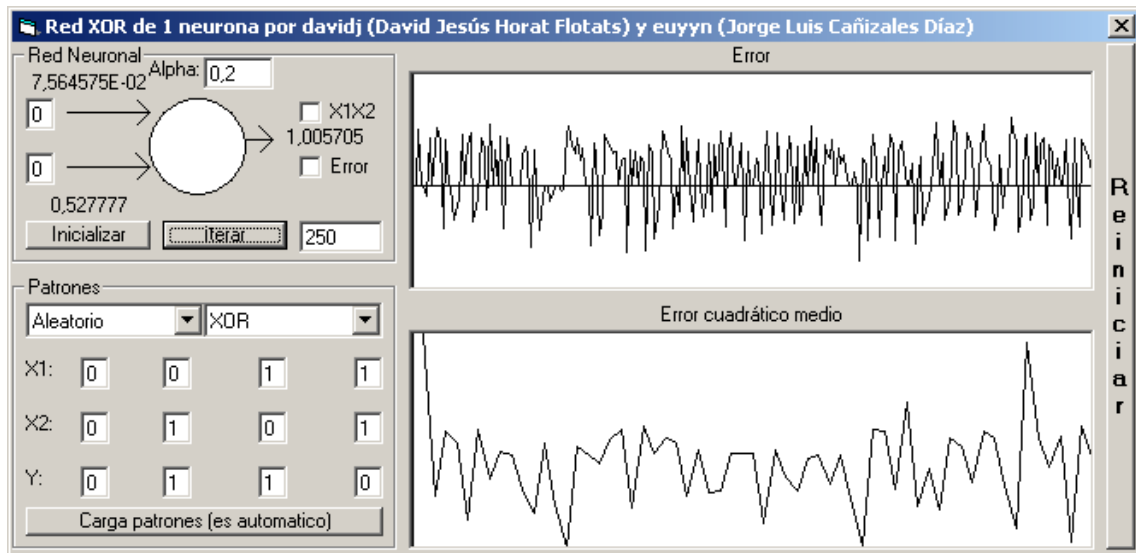 Red XOR de 1 neurona por davidj (David Jesús Horat Flotats) y euyyn (Jorge Luis Cañizales Díaz)
Red Neuronal
7,564575E-02
Alpha: 0,2
0
X1X2
1,005705
0
Error
0,527777
Inicializar
iterar
250
Patrones
Aleatorio
XOR
X1: 0 0 1 1
X2: 0 1 0 1
Y: 0 1 1 0
Carga patrones (es automatico)
Error
Error cuadrático medio
Reiniciar